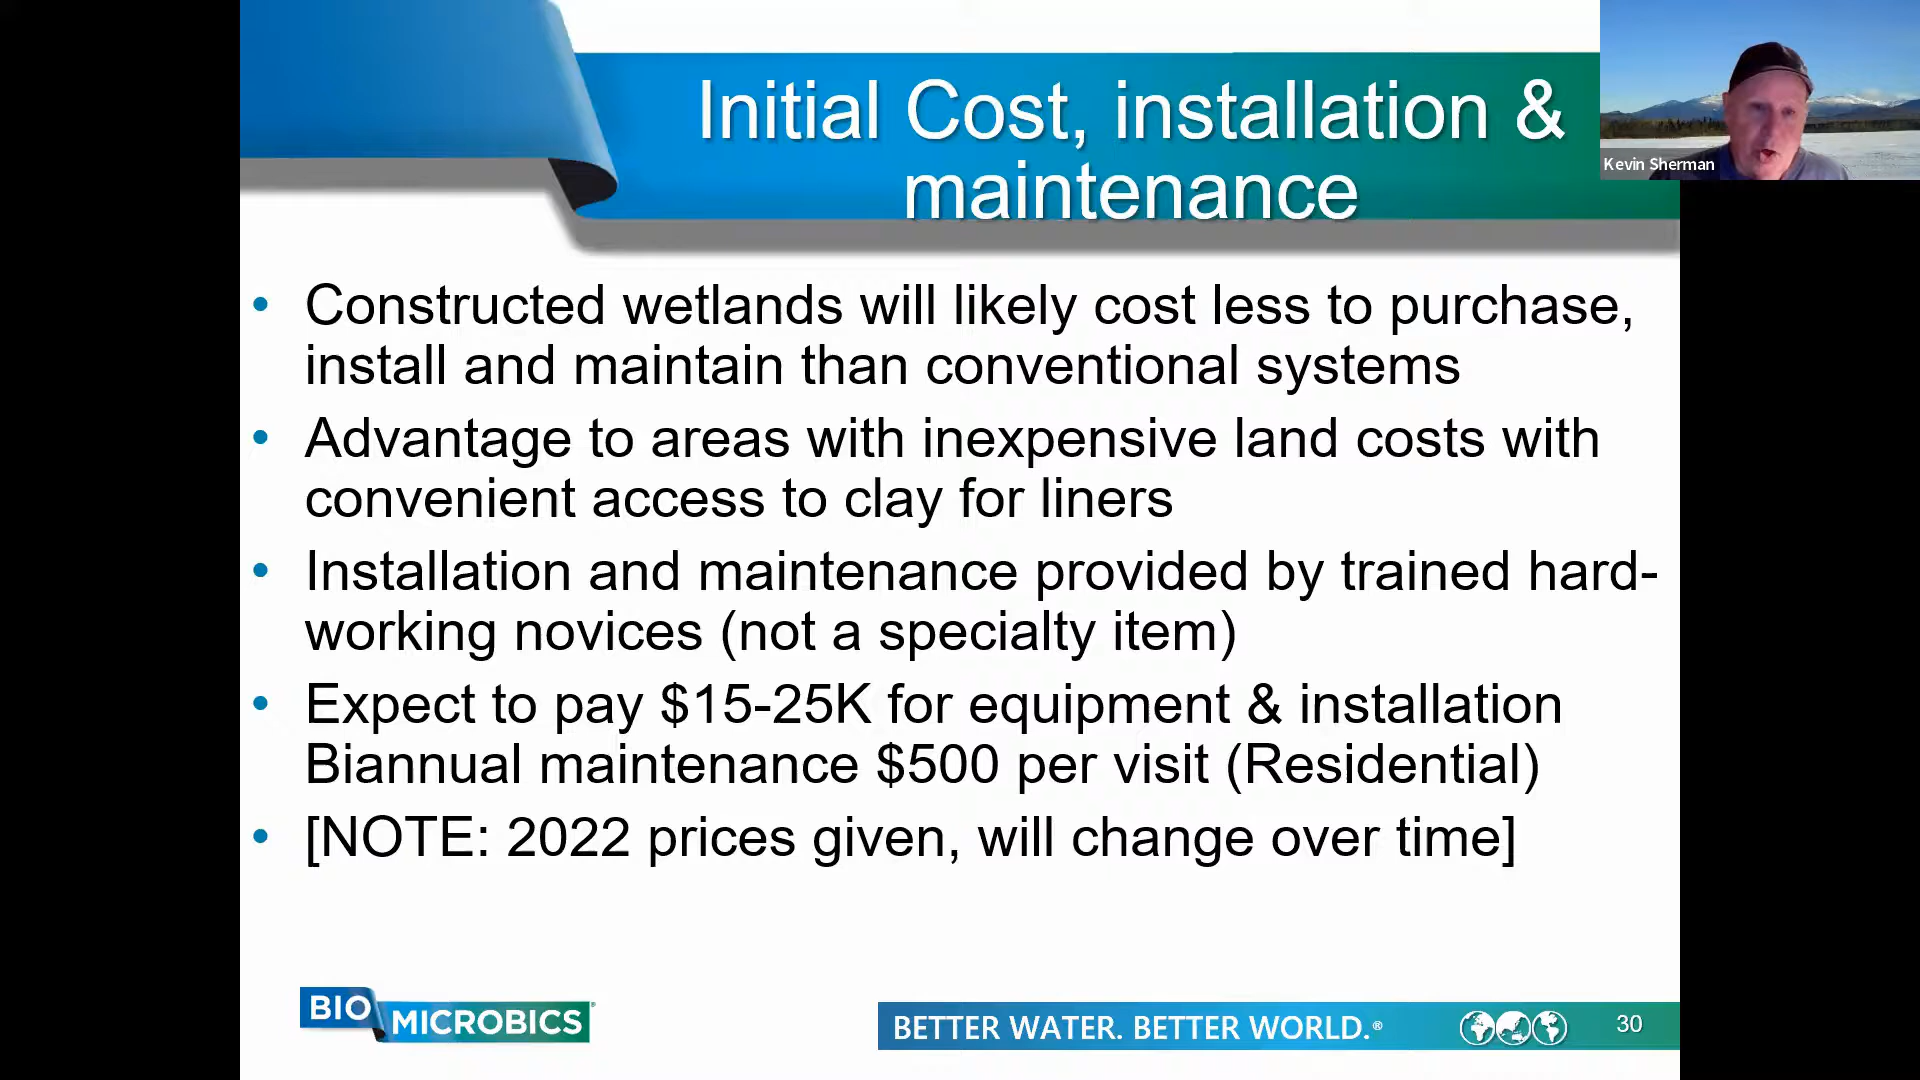 Initial Cost, installation &
maintenance
Kevin Sherman
• Constructed wetlands will likely cost less to purchase,
install and maintain than conventional systems
• Advantage to areas with inexpensive land costs with
convenient access to clay for liners
• Installation and maintenance provided by trained hard-
working novices (not a specialty item)
• Expect to pay $15-25K for equipment & installation
Biannual maintenance $500 per visit (Residential)
• [NOTE: 2022 prices given, will change over time]
BIO
MICROBICS®
BETTER WATER. BETTER WORLD.®
30